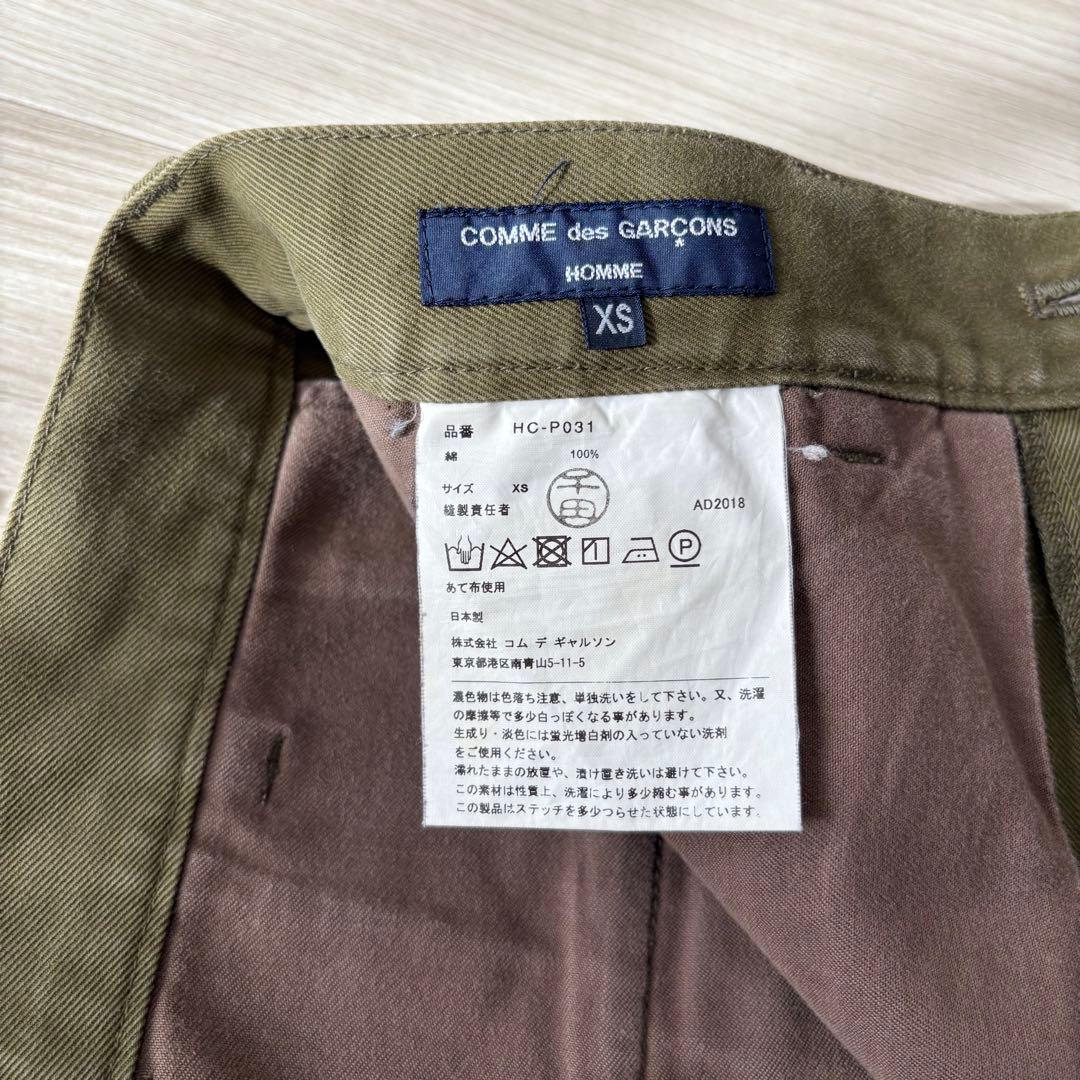 COMME des GARÇONS
HOMME
XS
品番 HC-P031
綿 100%
サイズ XS
千田
縫製責任者 AD2018
P
あて布使用
日本製
株式会社 コム デ ギャルソン
東京都港区南青山5-11-5
濃色物は色落ち注意、単独洗いをして下さい。又、洗濯
の摩擦等で多少白っぽくなる事があります。
生成り・淡色には蛍光増白剤の入っていない洗剤
をご使用ください。
濡れたままの放置や、漬け置き洗いは避けて下さい。
この素材は性質上、洗濯により多少縮む事があります。
この製品はステッチを多少つらせた状態にしています。